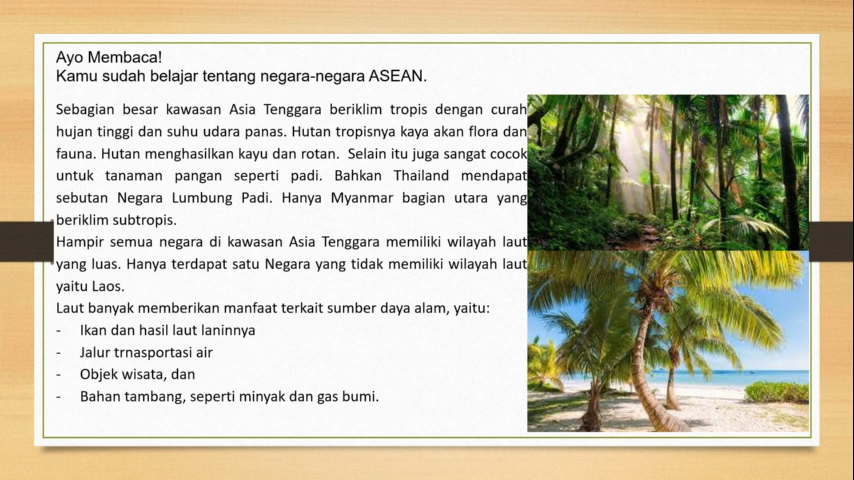 Ayo Membaca!
Kamu sudah belajar tentang negara-negara ASEAN.
Sebagian besar kawasan Asia Tenggara beriklim tropis dengan curah
hujan tinggi dan suhu udara panas. Hutan tropisnya kaya akan flora dan
fauna. Hutan menghasilkan kayu dan rotan. Selain itu juga sangat cocok
untuk tanaman pangan seperti padi. Bahkan Thailand mendapat
sebutan Negara Lumbung Padi. Hanya Myanmar bagian utara yang
beriklim subtropis.
Hampir semua negara di kawasan Asia Tenggara memiliki wilayah laut
yang luas. Hanya terdapat satu Negara yang tidak memiliki wilayah laut
yaitu Laos.
Laut banyak memberikan manfaat terkait sumber daya alam, yaitu:
- Ikan dan hasil laut laninnya
- Jalur trnasportasi air
- Objek wisata, dan
- Bahan tambang, seperti minyak dan gas bumi.